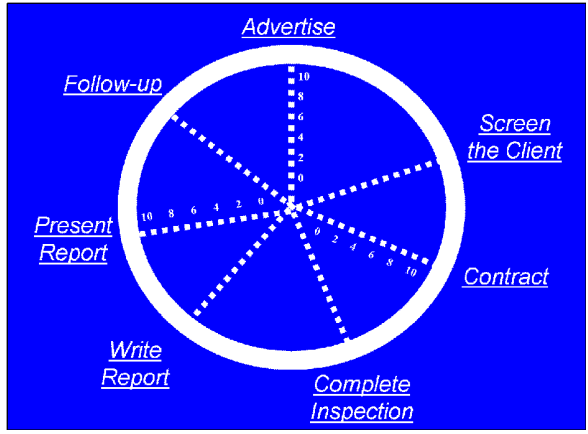 Advertise
Follow-up
10
8
6
4
2
0
Screen
the Client
10 8 6 4 2 0
0 2 4 6 8 10
Present
Report
Contract
Write
Report
Complete
Inspection